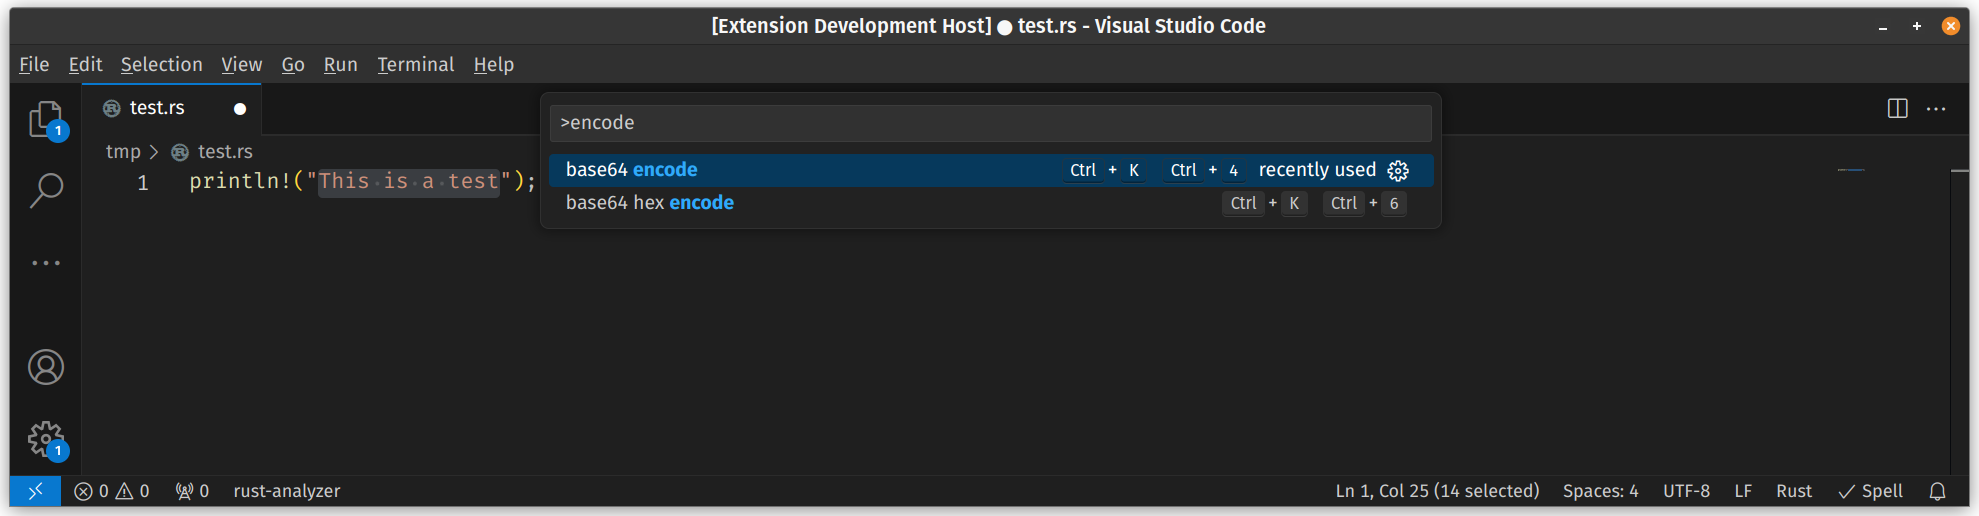 [Extension Development Host] ● test.rs - Visual Studio Code
File Edit Selection View Go Run Terminal Help
test.rs ●
>encode
base64 encode Ctrl + K Ctrl + 4 recently used
base64 hex encode Ctrl + K Ctrl + 6
tmp > test.rs
1 println!("This·is·a·test");
1
1
0 0 0 rust-analyzer Ln 1, Col 25 (14 selected) Spaces: 4 UTF-8 LF Rust ✓ Spell